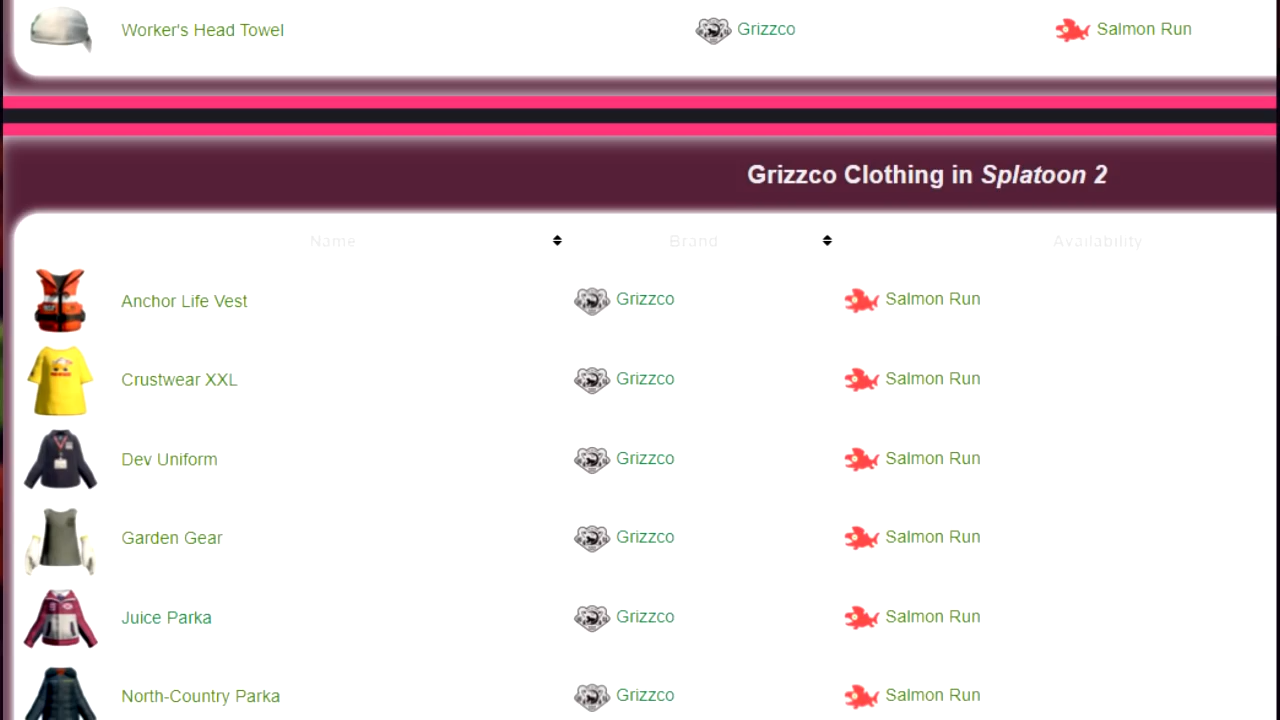 Worker's Head Towel Grizzco Salmon Run
Grizzco Clothing in Splatoon 2
Name Brand Availability
Anchor Life Vest Grizzco Salmon Run
Crustwear XXL Grizzco Salmon Run
Dev Uniform Grizzco Salmon Run
Garden Gear Grizzco Salmon Run
Juice Parka Grizzco Salmon Run
North-Country Parka Grizzco Salmon Run